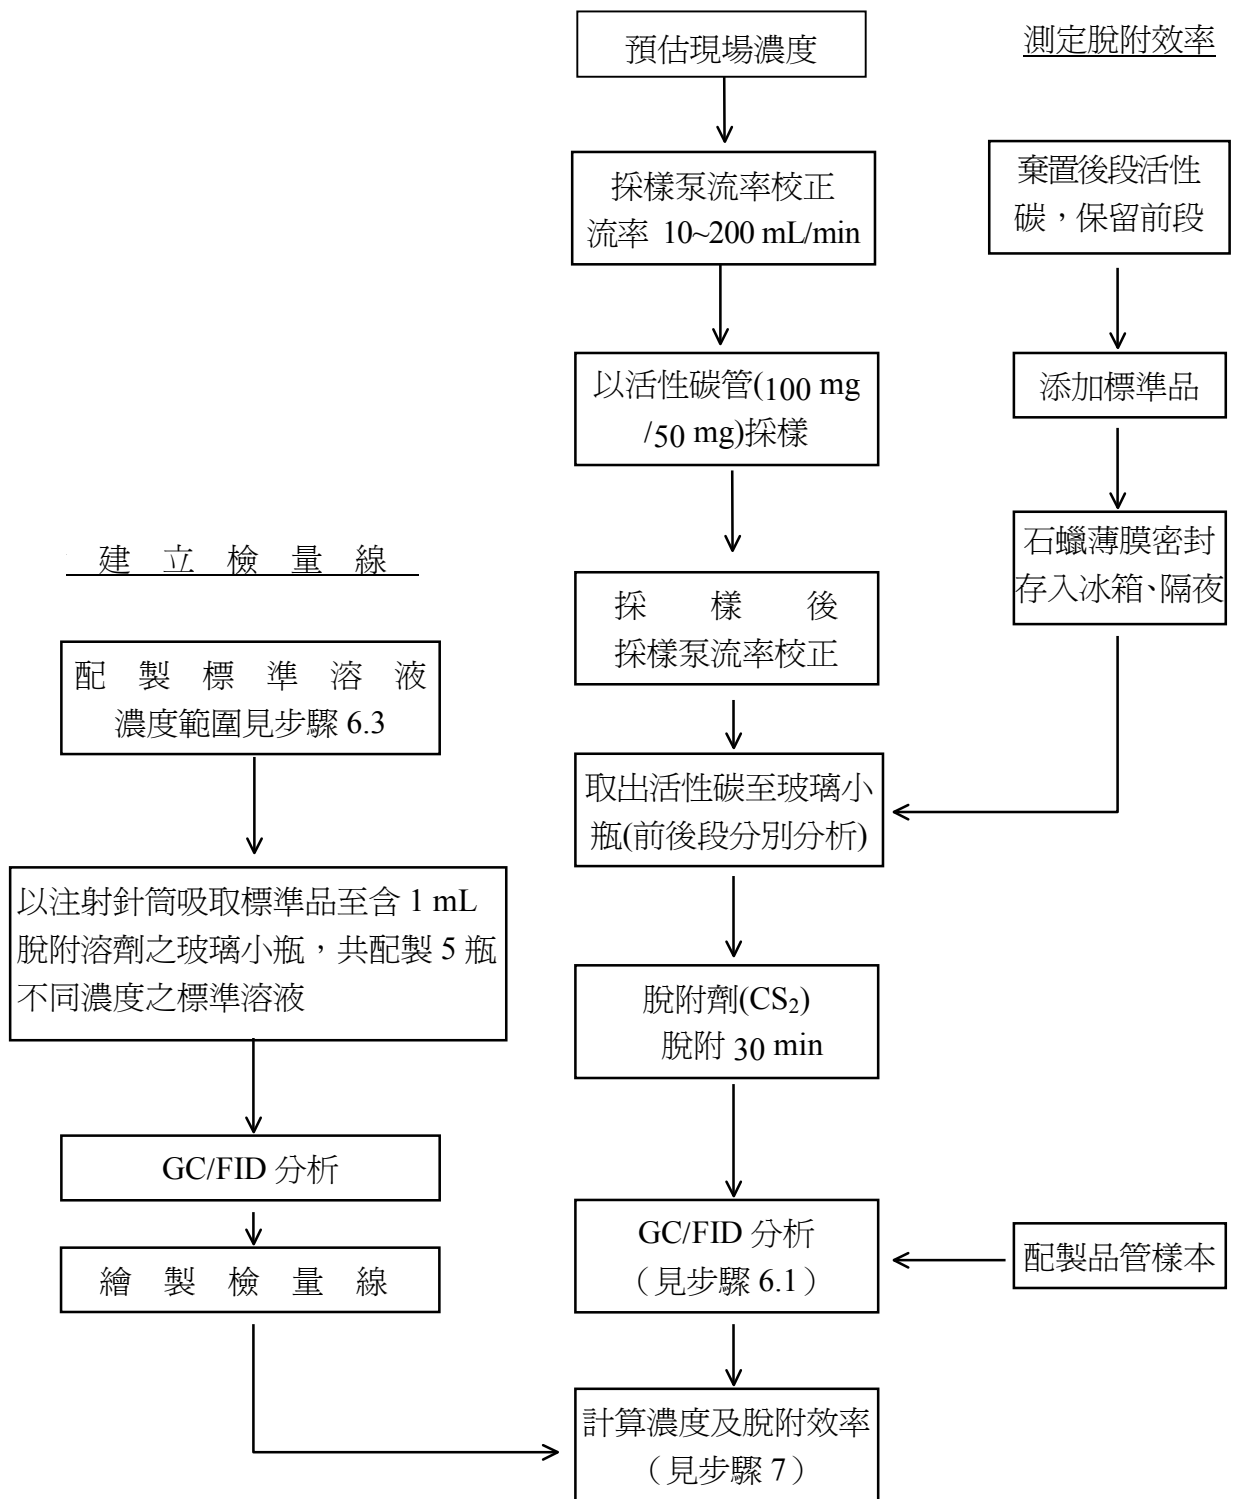 預估現場濃度
測定脫附效率
採樣泵流率校正
流率 10~200 mL/min
棄置後段活性
碳，保留前段
以活性碳管(100 mg
/50 mg)採樣
添加標準品
石蠟薄膜密封
存入冰箱、隔夜
採樣後
採樣泵流率校正
建立檢量線
配製標準溶液
濃度範圍見步驟 6.3
取出活性碳至玻璃小
瓶(前後段分別分析)
以注射針筒吸取標準品至含 1 mL
脫附溶劑之玻璃小瓶，共配製 5 瓶
不同濃度之標準溶液
脫附劑(CS₂)
脫附 30 min
GC/FID 分析
繪製檢量線
GC/FID 分析
（見步驟 6.1）
配製品管樣本
計算濃度及脫附效率
（見步驟 7）